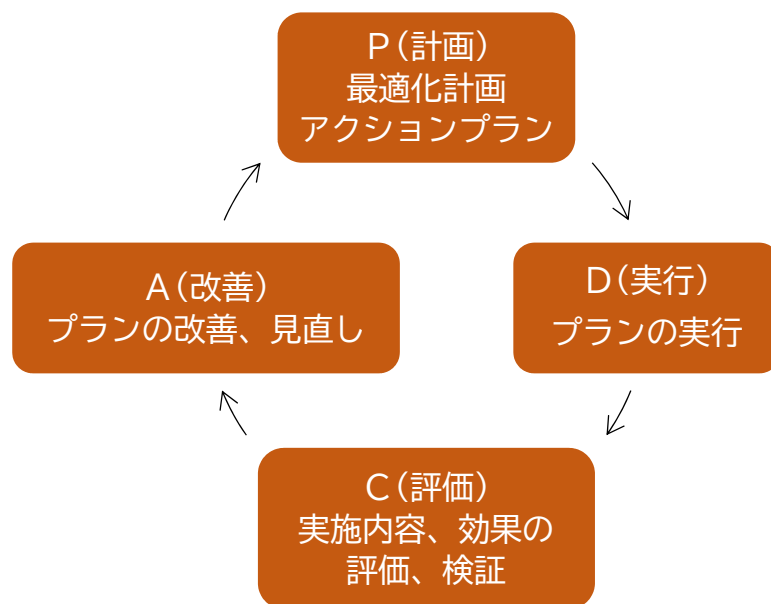 P(計画)
最適化計画
アクションプラン
D(実行)
プランの実行
C(評価)
実施内容、効果の
評価、検証
A(改善)
プランの改善、見直し